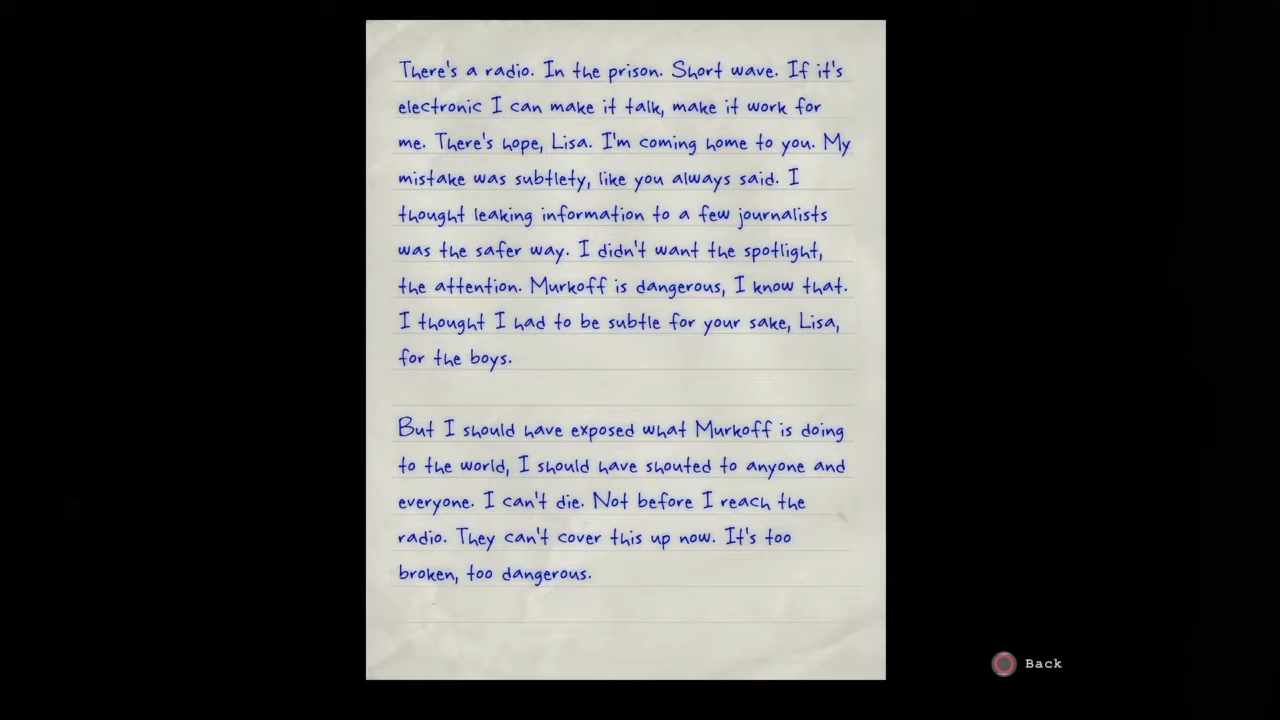 There's a radio. In the prison. Short wave. If it's
electronic I can make it talk, make it work for
me. There's hope, Lisa. I'm coming home to you. My
mistake was subtlety, like you always said. I
thought leaking information to a few journalists
was the safer way. I didn't want the spotlight,
the attention. Murkoff is dangerous, I know that.
I thought I had to be subtle for your sake, Lisa,
for the boys.
But I should have exposed what Murkoff is doing
to the world, I should have shouted to anyone and
everyone. I can't die. Not before I reach the
radio. They can't cover this up now. It's too
broken, too dangerous.
Back